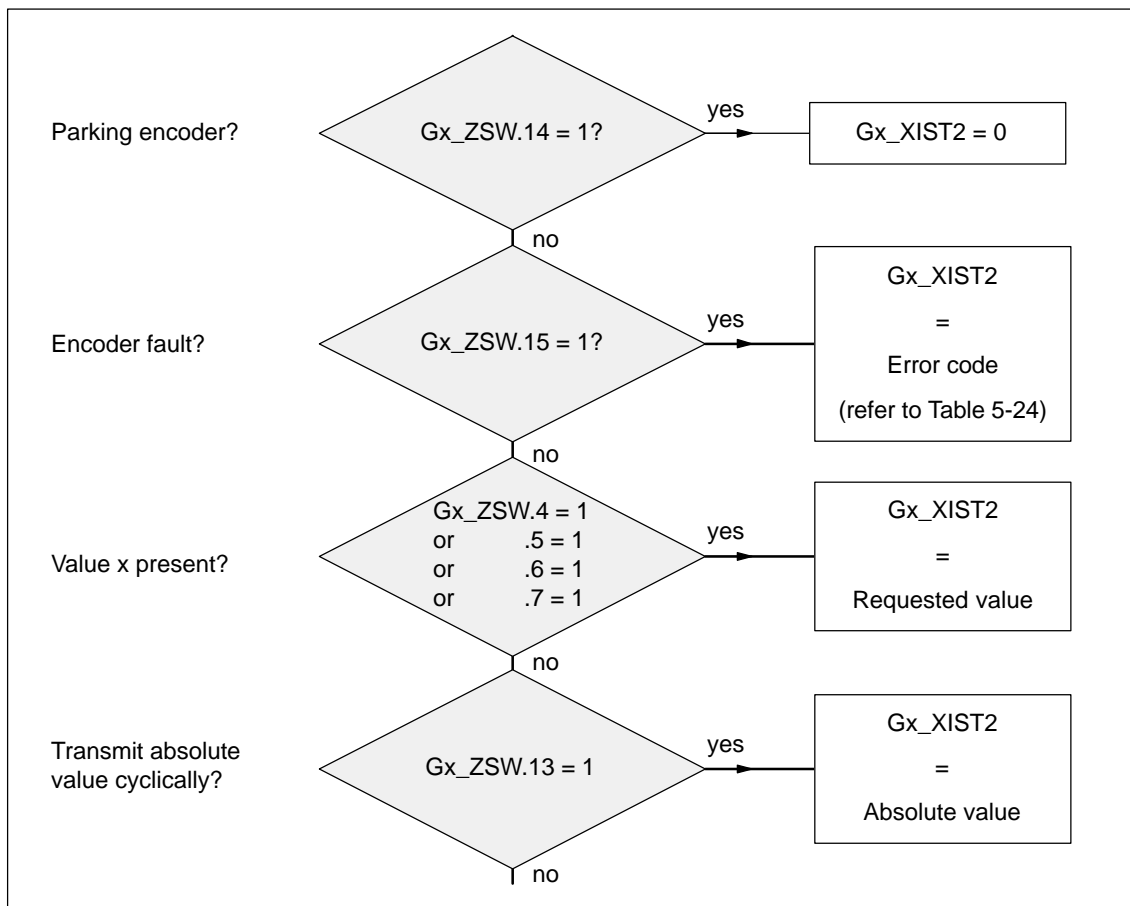 Parking encoder?
Gx_ZSW.14 = 1?
yes
Gx_XIST2 = 0
no
Encoder fault?
Gx_ZSW.15 = 1?
yes
Gx_XIST2
=
Error code
(refer to Table 5-24)
no
Value x present?
Gx_ZSW.4 = 1
or .5 = 1
or .6 = 1
or .7 = 1
yes
Gx_XIST2
=
Requested value
no
Transmit absolute
value cyclically?
Gx_ZSW.13 = 1
yes
Gx_XIST2
=
Absolute value
no